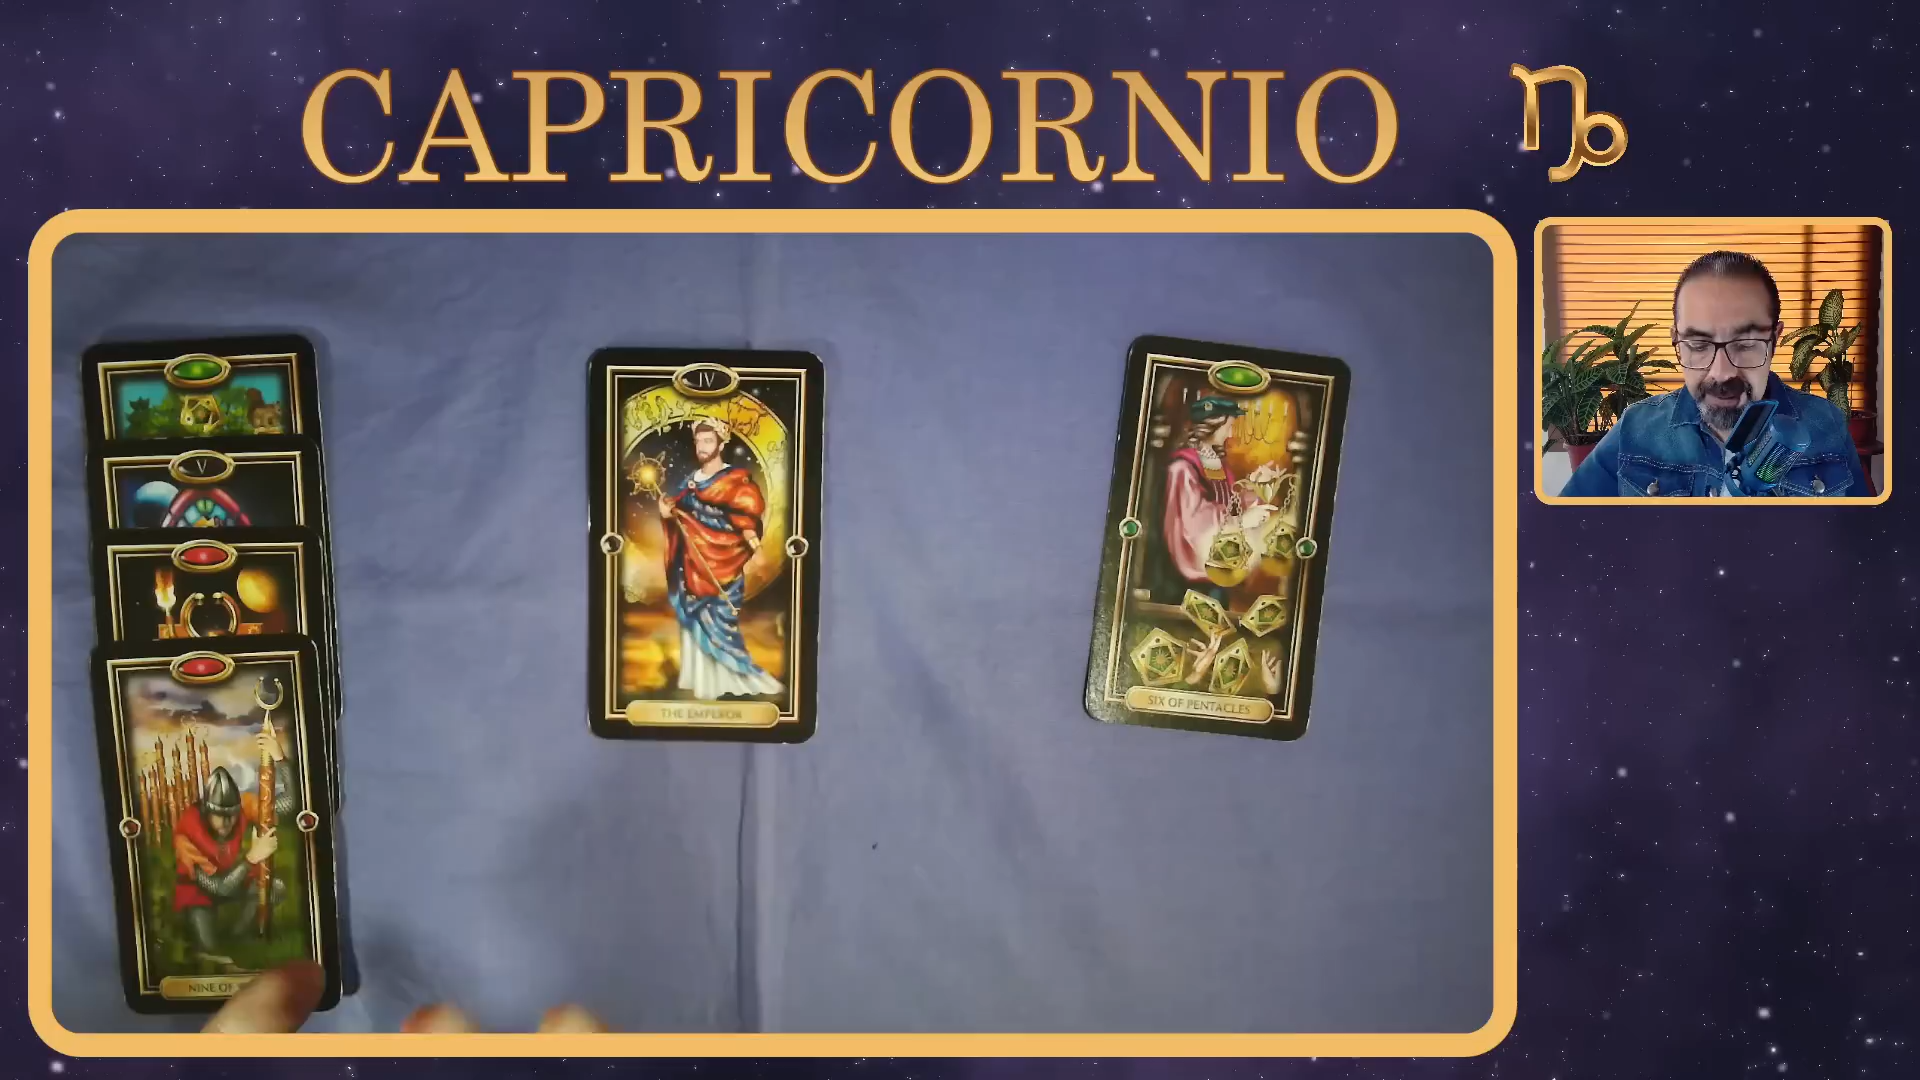 CAPRICORNIO
V
IV
THE EMPEROR
SIX OF PENTACLES
NINE OF